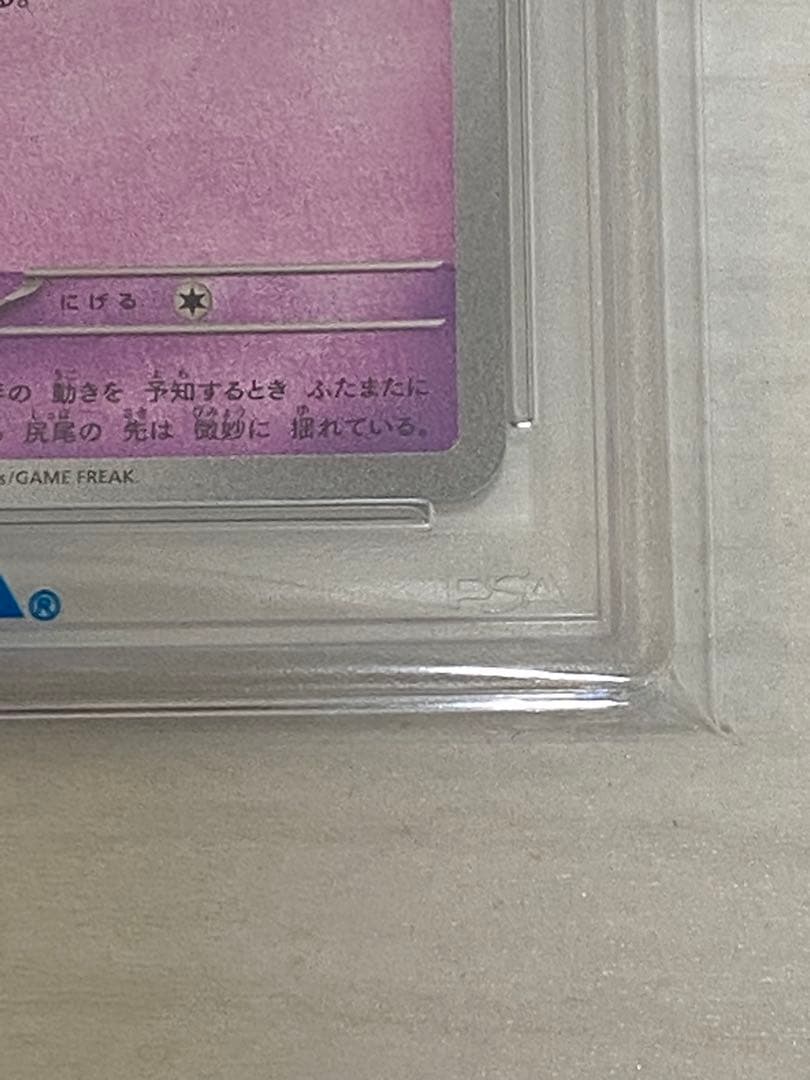 る。
にげる
の 動きを 予知するとき ふたまたに
尻尾の 先は 微妙に 揺れている。
s/GAME FREAK.
®
PSA